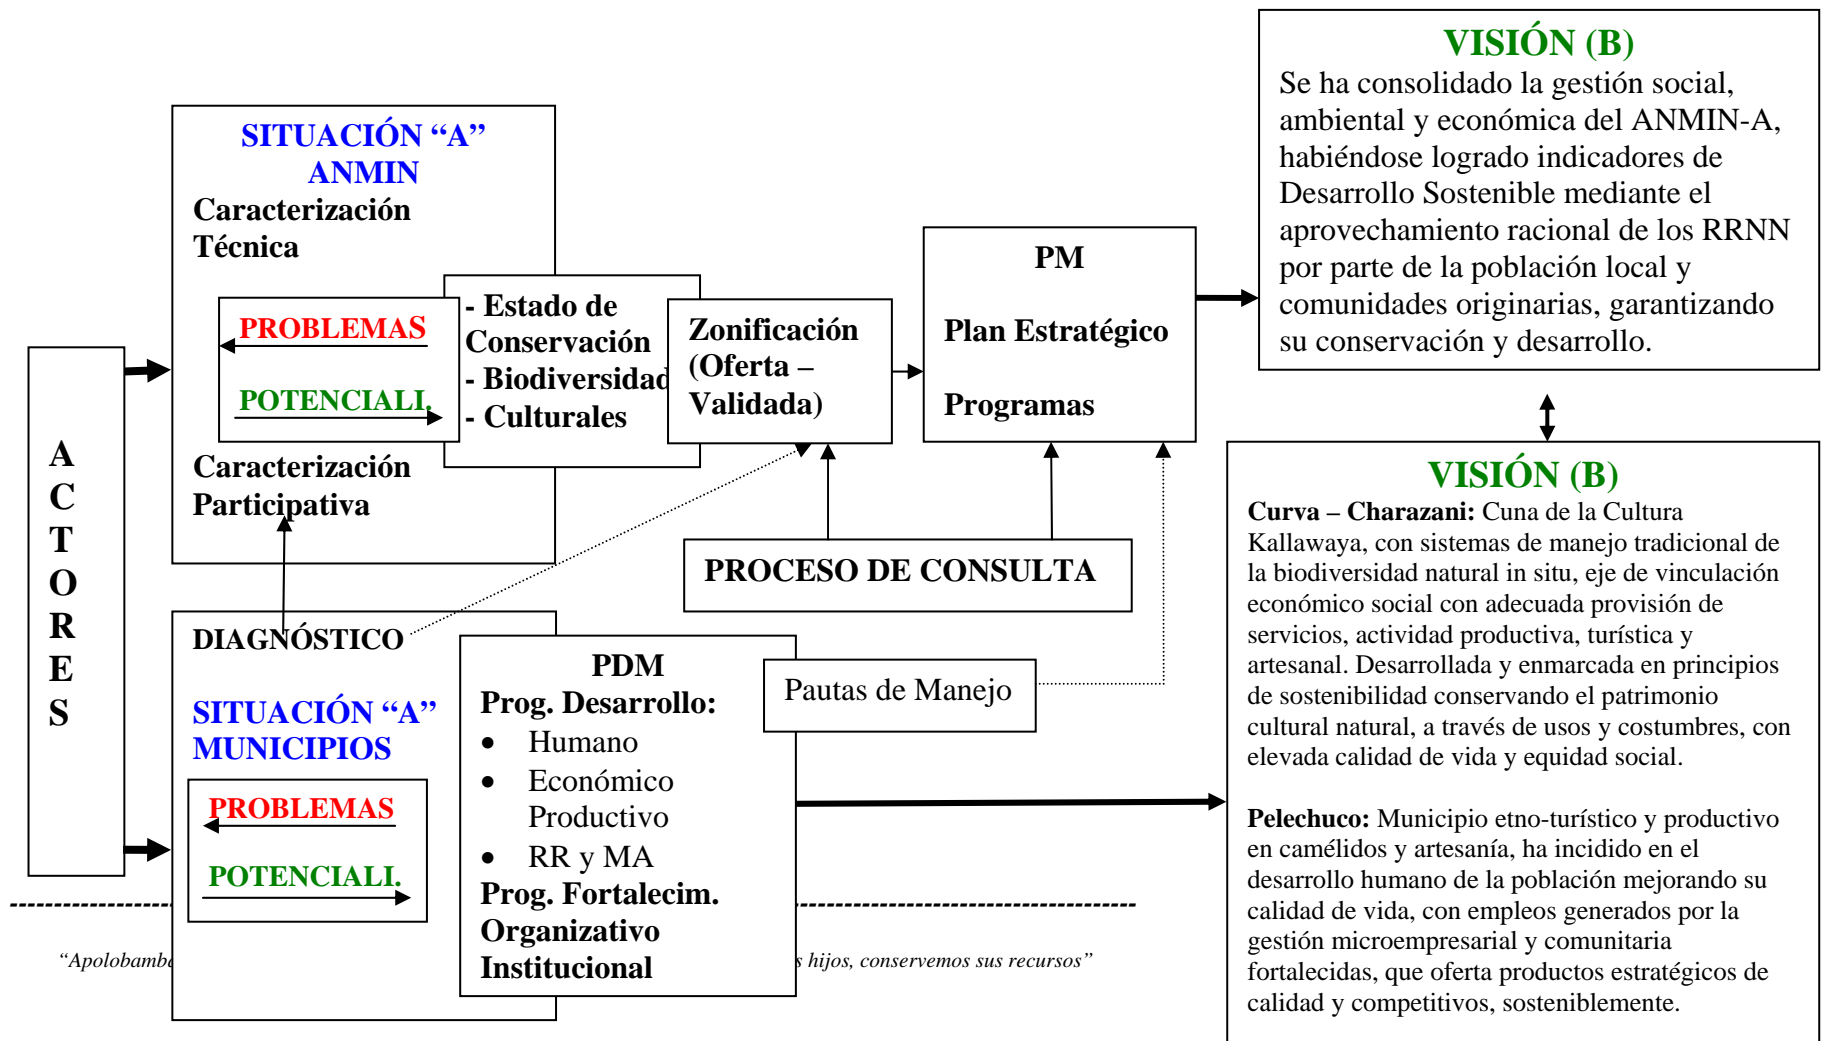 A
C
T
O
R
E
S
SITUACIÓN “A”
ANMIN
Caracterización
Técnica
PROBLEMAS
POTENCIALI.
Caracterización
Participativa
- Estado de
Conservación
- Biodiversidad
- Culturales
Zonificación
(Oferta –
Validada)
PM
Plan Estratégico
Programas
PROCESO DE CONSULTA
VISIÓN (B)
Se ha consolidado la gestión social,
ambiental y económica del ANMIN-A,
habiéndose logrado indicadores de
Desarrollo Sostenible mediante el
aprovechamiento racional de los RRNN
por parte de la población local y
comunidades originarias, garantizando
su conservación y desarrollo.
DIAGNÓSTICO
SITUACIÓN “A”
MUNICIPIOS
PROBLEMAS
POTENCIALI.
PDM
Prog. Desarrollo:
• Humano
• Económico
Productivo
• RR y MA
Prog. Fortalecim.
Organizativo
Institucional
Pautas de Manejo
VISIÓN (B)
Curva – Charazani: Cuna de la Cultura
Kallawaya, con sistemas de manejo tradicional de
la biodiversidad natural in situ, eje de vinculación
económico social con adecuada provisión de
servicios, actividad productiva, turística y
artesanal. Desarrollada y enmarcada en principios
de sostenibilidad conservando el patrimonio
cultural natural, a través de usos y costumbres, con
elevada calidad de vida y equidad social.
Pelechuco: Municipio etno-turístico y productivo
en camélidos y artesanía, ha incidido en el
desarrollo humano de la población mejorando su
calidad de vida, con empleos generados por la
gestión microempresarial y comunitaria
fortalecidas, que oferta productos estratégicos de
calidad y competitivos, sosteniblemente.
“Apolobamba s hijos, conservemos sus recursos”